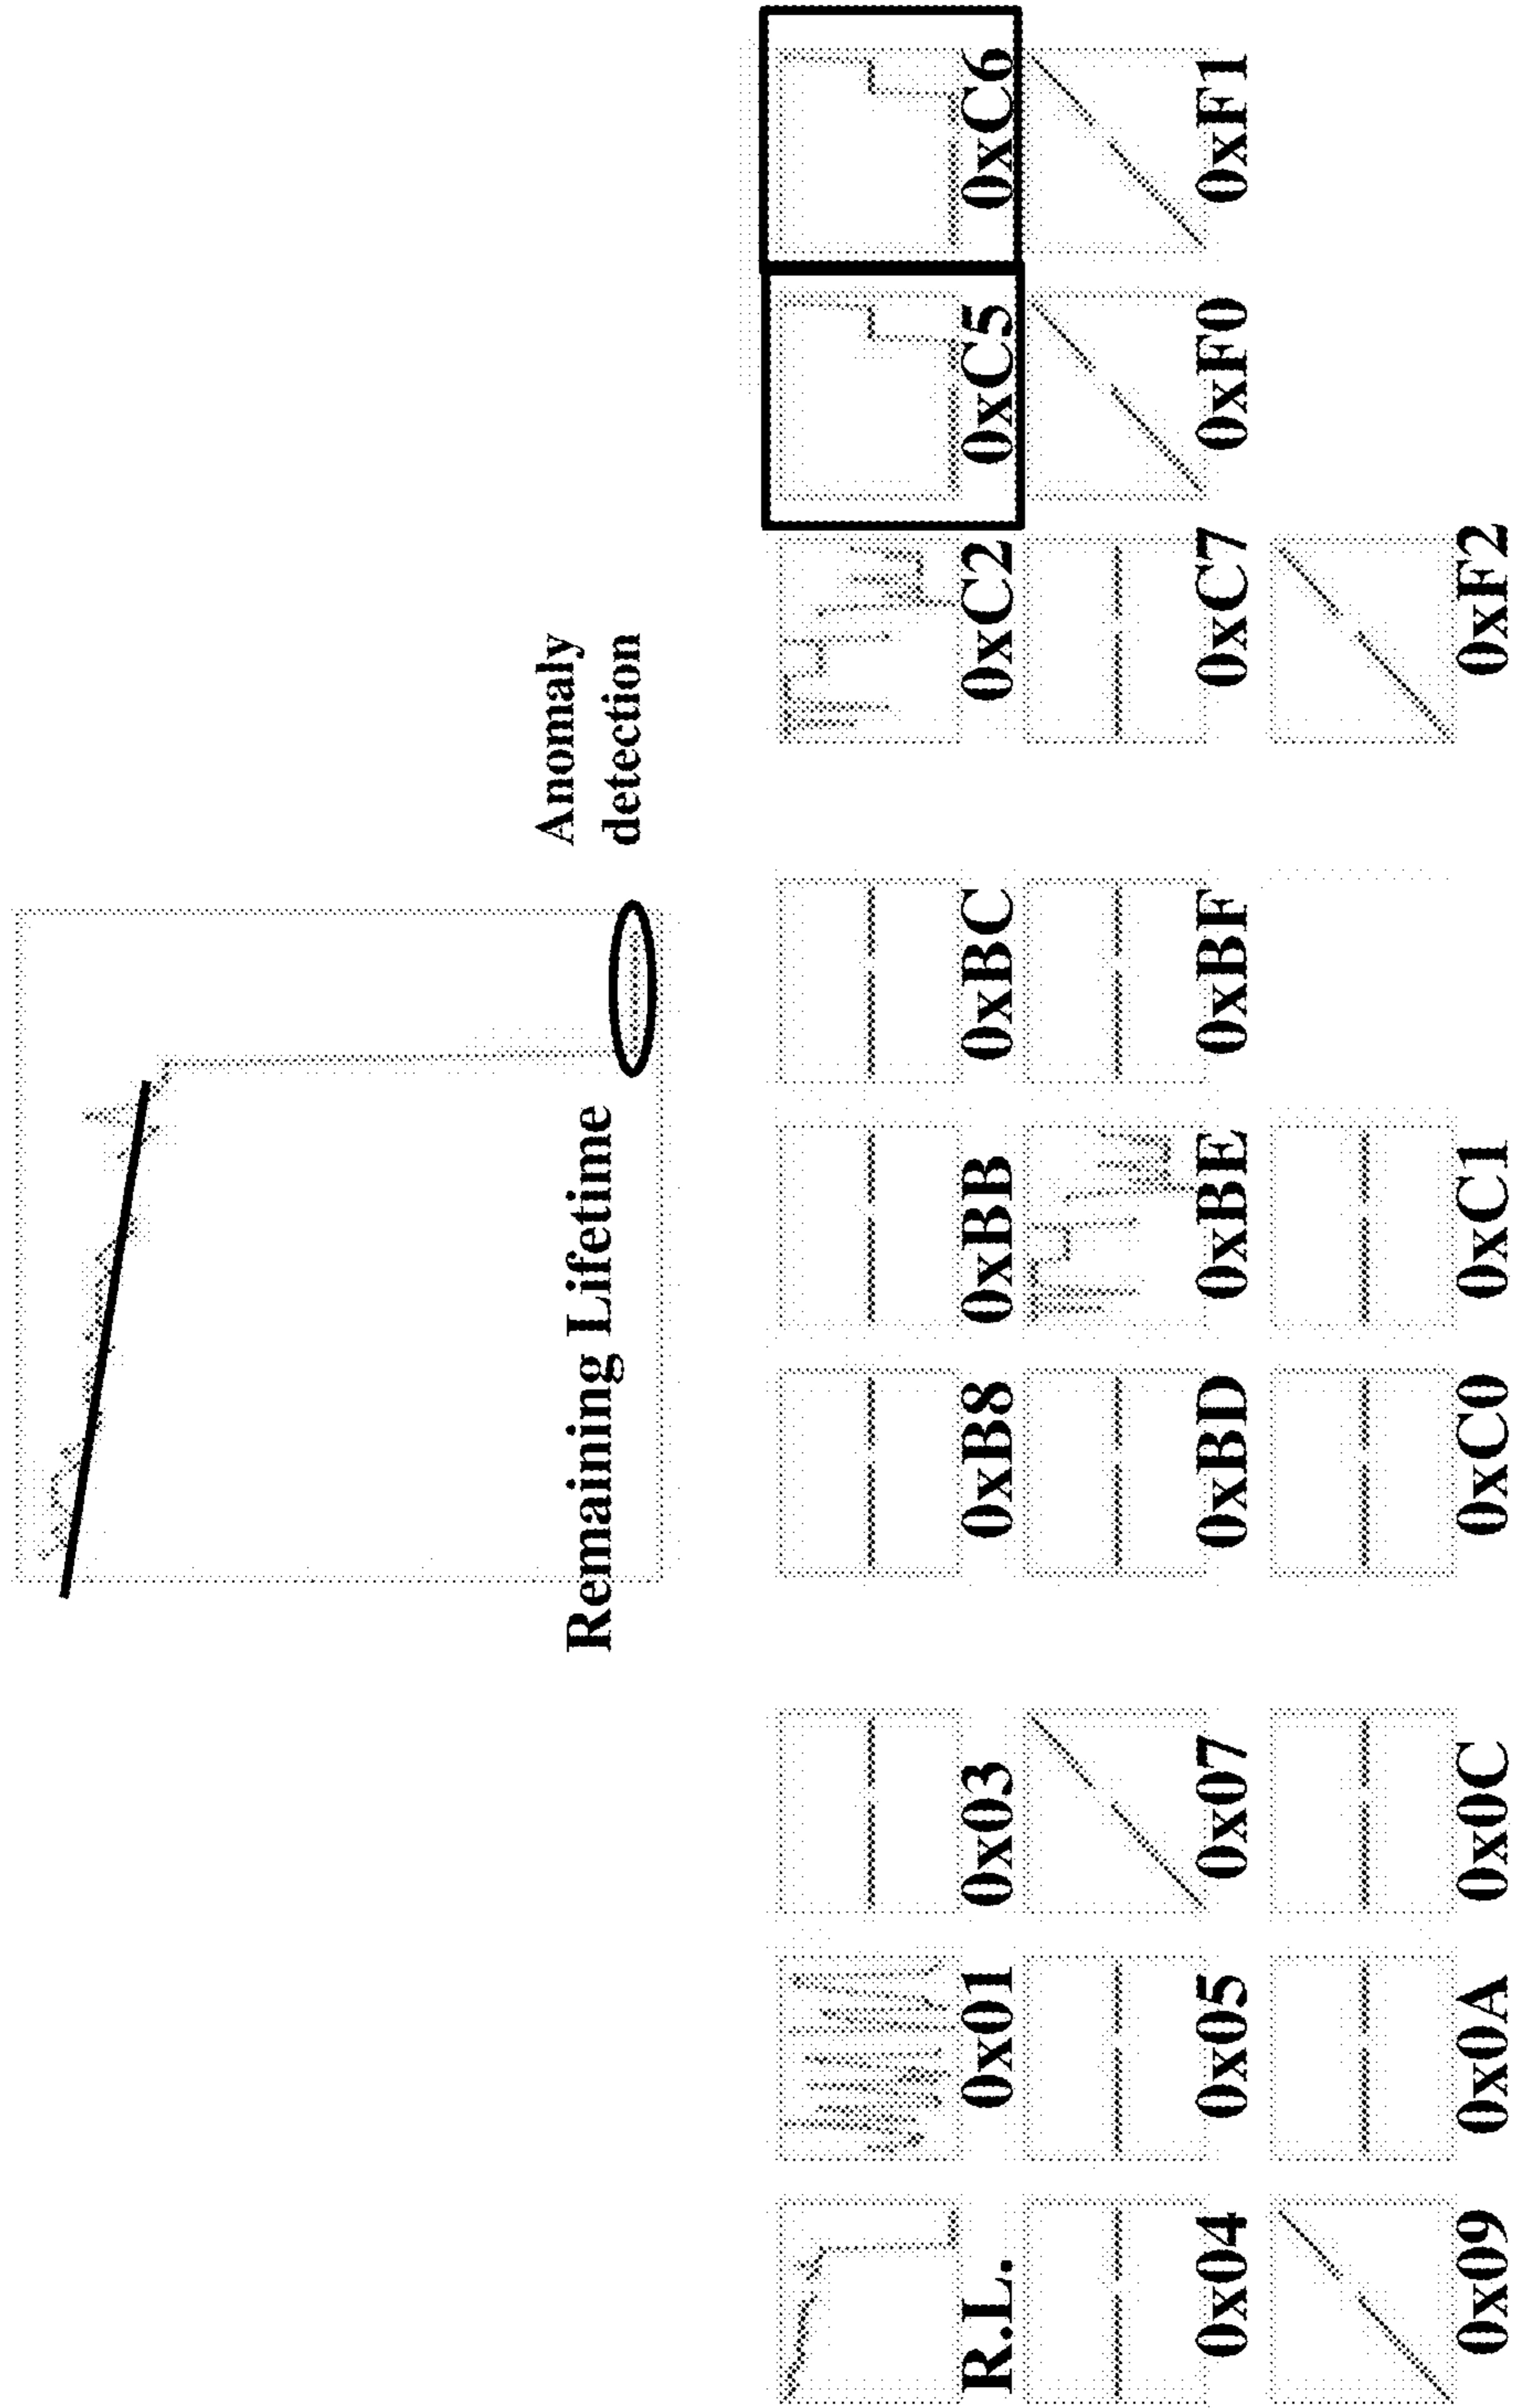 Remaining Lifetime
Anomaly
detection
R.L. 0x01 0x03 0xB8 0xBB 0xBC 0xC2 0xC5 0xC6
0x04 0x05 0x07 0xBD 0xBE 0xBF 0xC7 0xF0 0xF1
0x09 0x0A 0x0C 0xC0 0xC1 0xF2